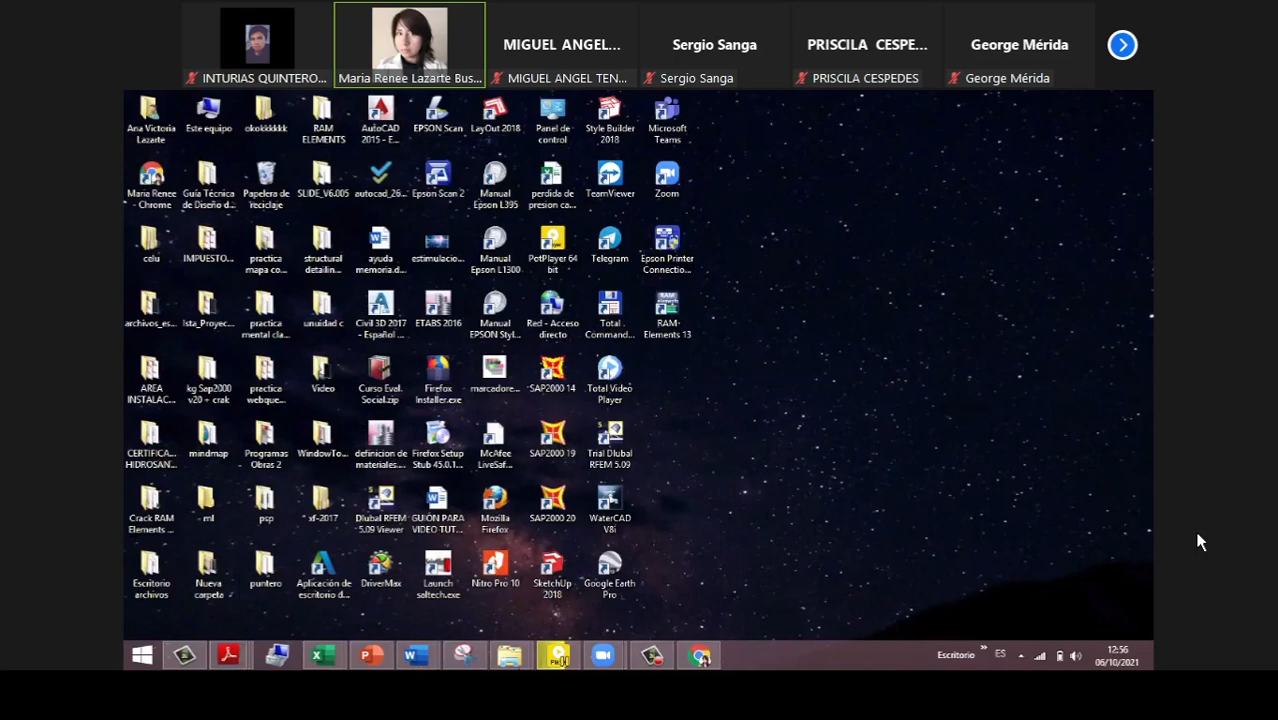 MIGUEL ANGEL...
Sergio Sanga
PRISCILA CESPE...
George Mérida
INTURIAS QUINTERO...
Maria Renee Lazarte Bus...
MIGUEL ANGEL TEN...
Sergio Sanga
PRISCILA CESPEDES
George Mérida
Ana Victoria Lazarte
Este equipo
okokkkkkk
RAM ELEMENTS
AutoCAD 2015 - E...
EPSON Scan
LayOut 2018
Panel de control
Style Builder 2018
Microsoft Teams
Maria Renee - Chrome
Guía Técnica de Diseño d...
Papelera de reciclaje
SLIDE_V6.005
autocad_26...
Epson Scan 2
Manual Epson L395
perdida de presion ca...
TeamViewer
Zoom
celu
IMPUESTO...
practica mapa co...
structural detailin...
ayuda memoria.d...
estimulacio...
Manual Epson L1300
PotPlayer 64 bit
Telegram
Epson Printer Connectio...
archivos_es...
Ista_Proyec...
practica mental cla...
unuidad c
Civil 3D 2017 - Español ...
ETABS 2016
Manual EPSON Styl...
Red - Acceso directo
Total Command...
RAM Elements 13
AREA INSTALAC...
kg Sap2000 v20 + crak
practica webque...
Video
Curso Eval. Social.zip
Firefox Installer.exe
marcadore...
SAP2000 14
Total Video Player
CERTIFICA... HIDROSAN...
mindmap
Programas Obras 2
WindowTo...
definicion de materiales...
Firefox Setup Stub 45.0.1...
McAfee LiveSaf...
SAP2000 19
Trial Dlubal RFEM 5.09
Crack RAM Elements ...
ml
psp
xf-2017
Dlubal RFEM 5.09 Viewer
GUIÓN PARA VIDEO TUT...
Mozilla Firefox
SAP2000 20
WaterCAD V8i
Escritorio archivos
Nueva carpeta
puntero
Aplicación de escritorio d...
DriverMax
Launch saltech.exe
Nitro Pro 10
SketchUp 2018
Google Earth Pro
Escritorio
ES
12:56
06/10/2021